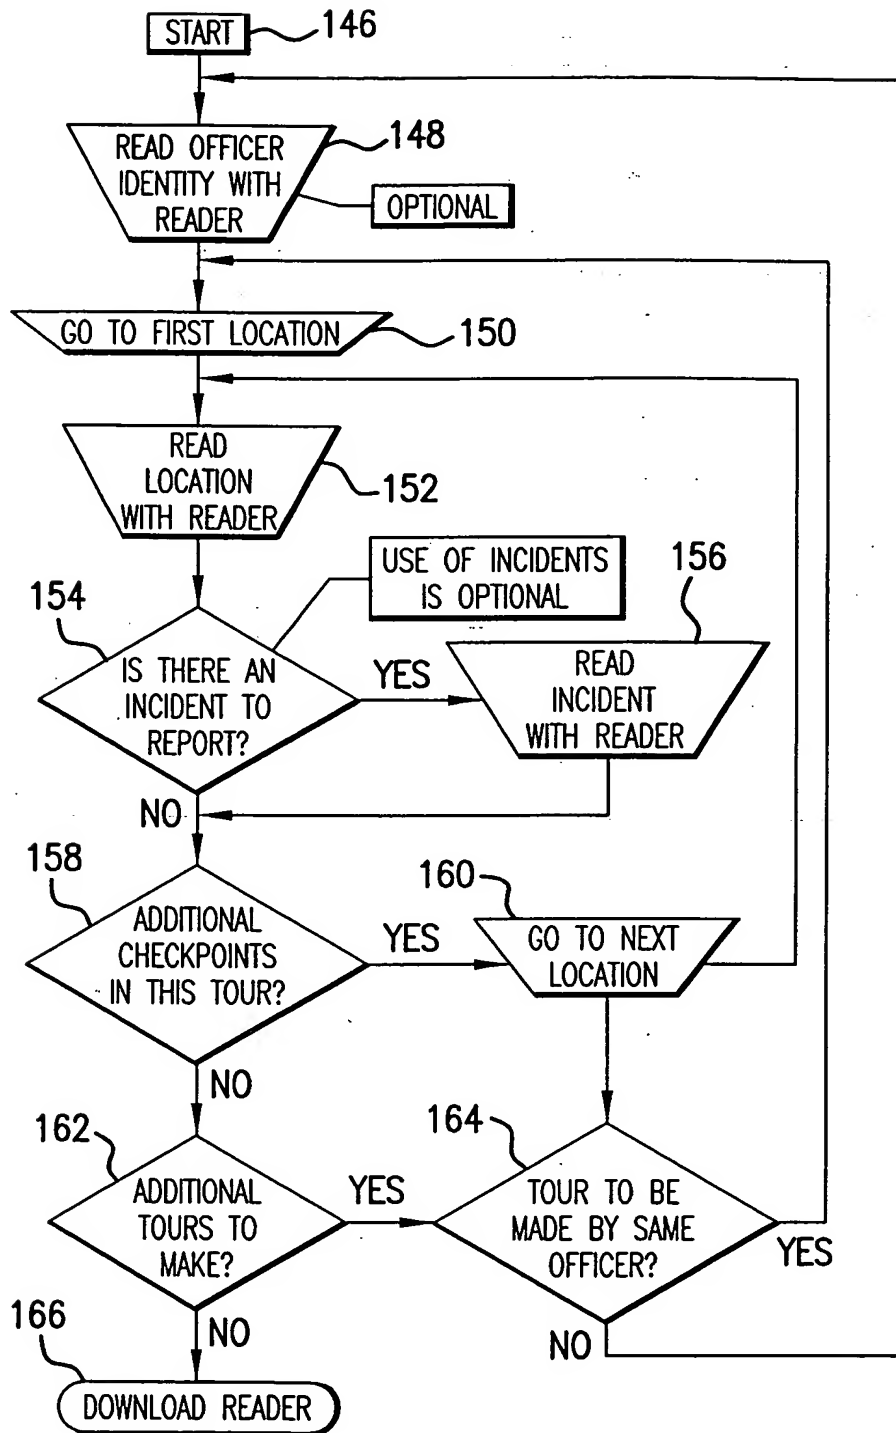 START
146
READ OFFICER
IDENTITY WITH
READER
148
OPTIONAL
GO TO FIRST LOCATION
150
READ
LOCATION
WITH READER
152
USE OF INCIDENTS
IS OPTIONAL
154
IS THERE AN
INCIDENT TO
REPORT?
YES
156
READ
INCIDENT
WITH READER
NO
158
ADDITIONAL
CHECKPOINTS
IN THIS TOUR?
YES
160
GO TO NEXT
LOCATION
NO
162
ADDITIONAL
TOURS TO
MAKE?
YES
164
TOUR TO BE
MADE BY SAME
OFFICER?
YES
NO
NO
166
DOWNLOAD READER